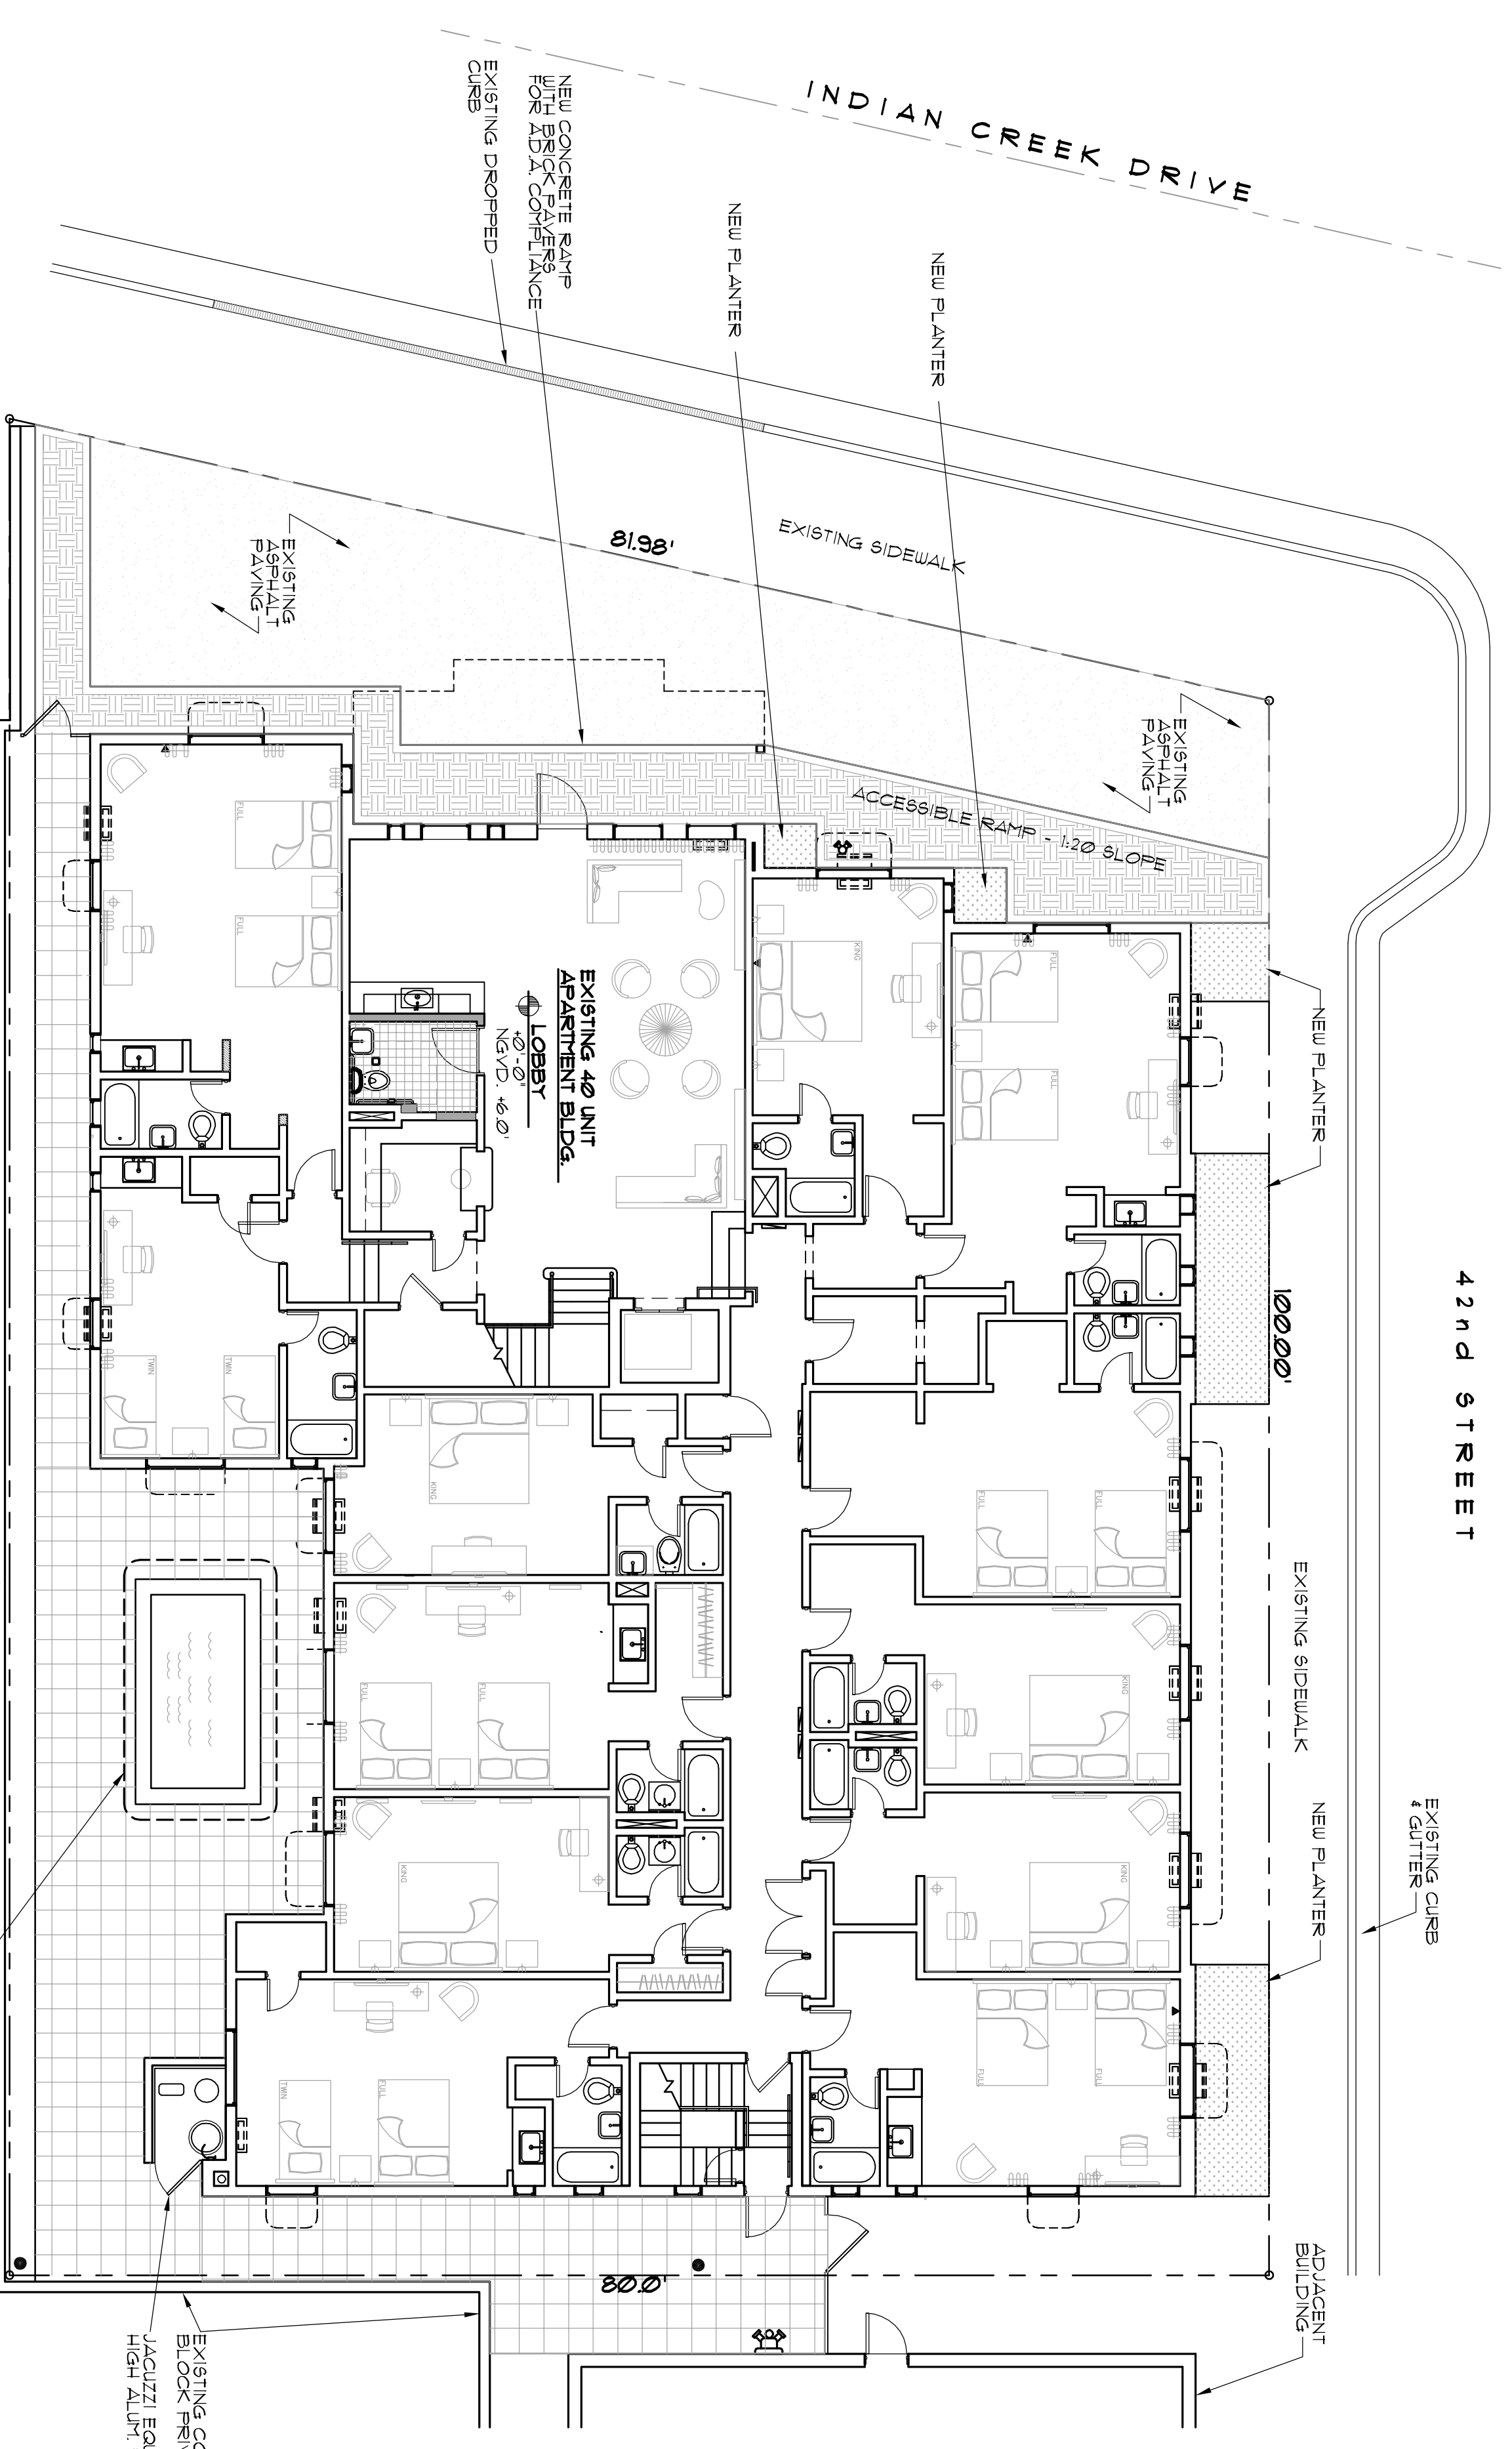 INDIAN CREEK DRIVE
EXISTING DROPPED
CURB
NEW CONCRETE RAMP
WITH BRICK PAVERS
FOR A.D.A. COMPLIANCE
NEW PLANTER
NEW PLANTER
81.98'
EXISTING SIDEWALK
EXISTING
ASPHALT
PAVING
EXISTING
ASPHALT
PAVING
ACCESSIBLE RAMP - 1:20 SLOPE
NEW PLANTER
FULL
FULL
KING
FULL
FULL
EXISTING 40 UNIT
APARTMENT BLDG.
LOBBY
+0'-0"
NGVD. +6.0'
100.00'
42nd STREET
TWIN
TWIN
KING
FULL
FULL
EXISTING SIDEWALK
FULL
FULL
KING
KING
KING
NEW PLANTER
EXISTING CURB
& GUTTER
TWIN
FULL
FULL
FULL
80.0'
ADJACENT
BUILDING
EXISTING CO
BLOCK PRIV
JACUZZI EQU
HIGH ALUM.